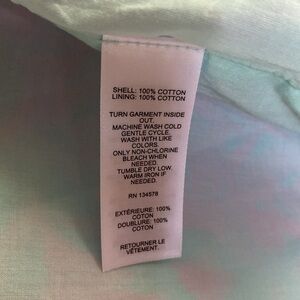 SHELL: 100% COTTON
LINING: 100% COTTON
TURN GARMENT INSIDE
OUT.
MACHINE WASH COLD
GENTLE CYCLE.
WASH WITH LIKE
COLORS.
ONLY NON-CHLORINE
BLEACH WHEN
NEEDED.
TUMBLE DRY LOW.
WARM IRON IF
NEEDED.
RN 134578
EXTÉRIEURE: 100%
COTON
DOUBLURE: 100%
COTON
RETOURNER LE
VÊTEMENT.